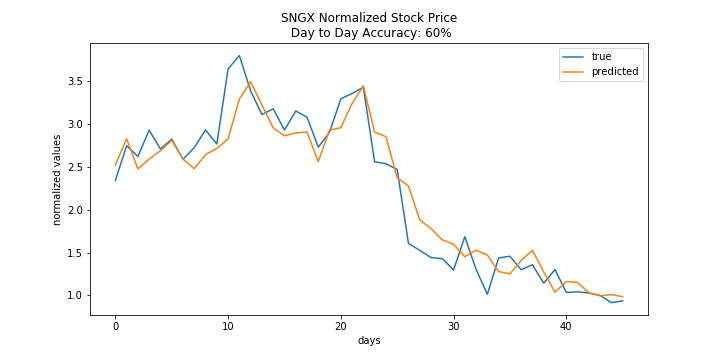 SNGX Normalized Stock Price
Day to Day Accuracy: 60%
true
predicted
normalized values
3.5
3.0
2.5
2.0
1.5
1.0
0
10
20
30
40
days